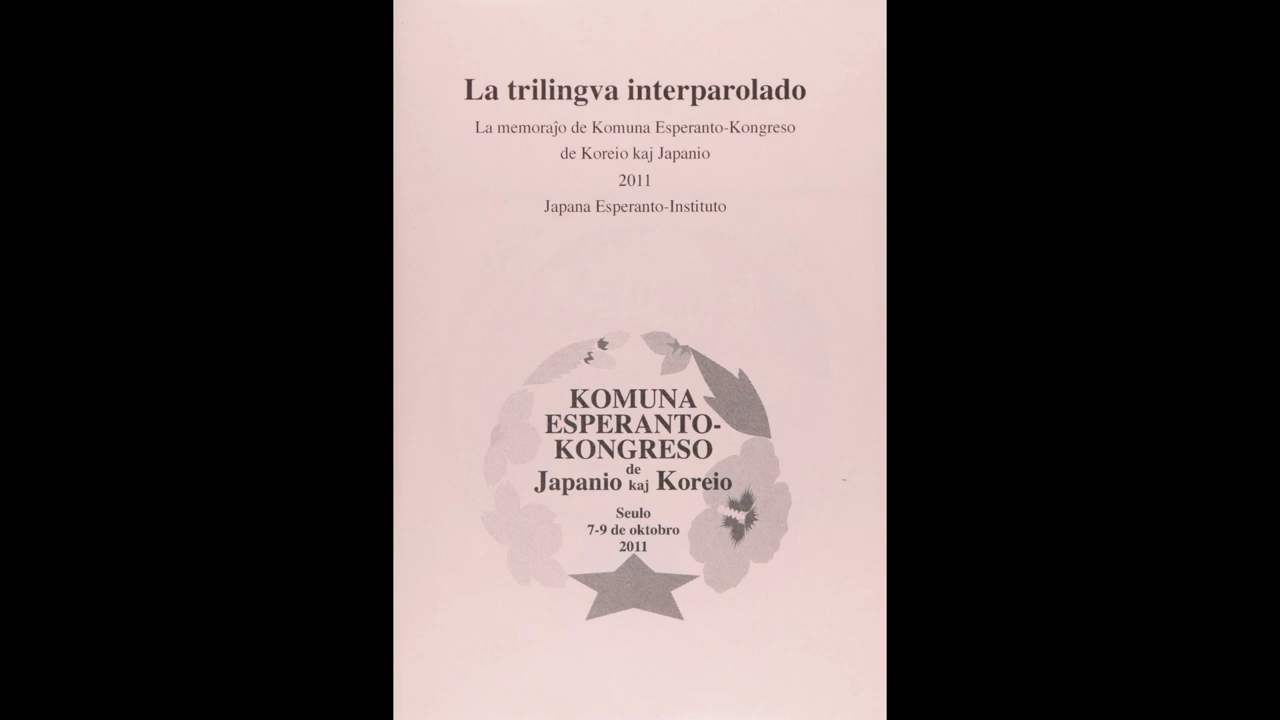 La trilingva interparolado
La memoraĵo de Komuna Esperanto-Kongreso
de Koreio kaj Japanio
2011
Japana Esperanto-Instituto
KOMUNA
ESPERANTO-
KONGRESO
de
Japanio kaj Koreio
Seulo
7-9 de oktobro
2011